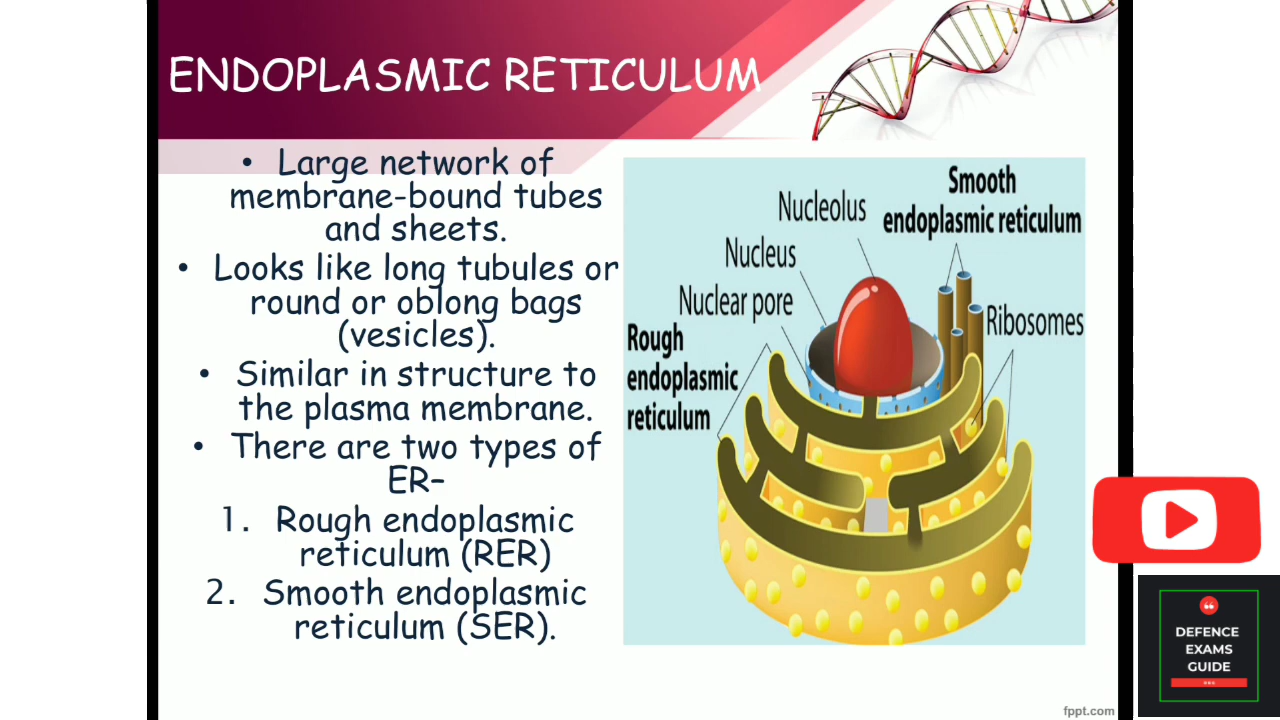 ENDOPLASMIC RETICULUM
• Large network of
membrane-bound tubes
and sheets.
• Looks like long tubules or
round or oblong bags
(vesicles).
• Similar in structure to
the plasma membrane.
• There are two types of
ER–
1. Rough endoplasmic
reticulum (RER)
2. Smooth endoplasmic
reticulum (SER).
Smooth
endoplasmic reticulum
Nucleolus
Nucleus
Nuclear pore
Ribosomes
Rough
endoplasmic
reticulum
DEFENCE
EXAMS
GUIDE
fppt.com